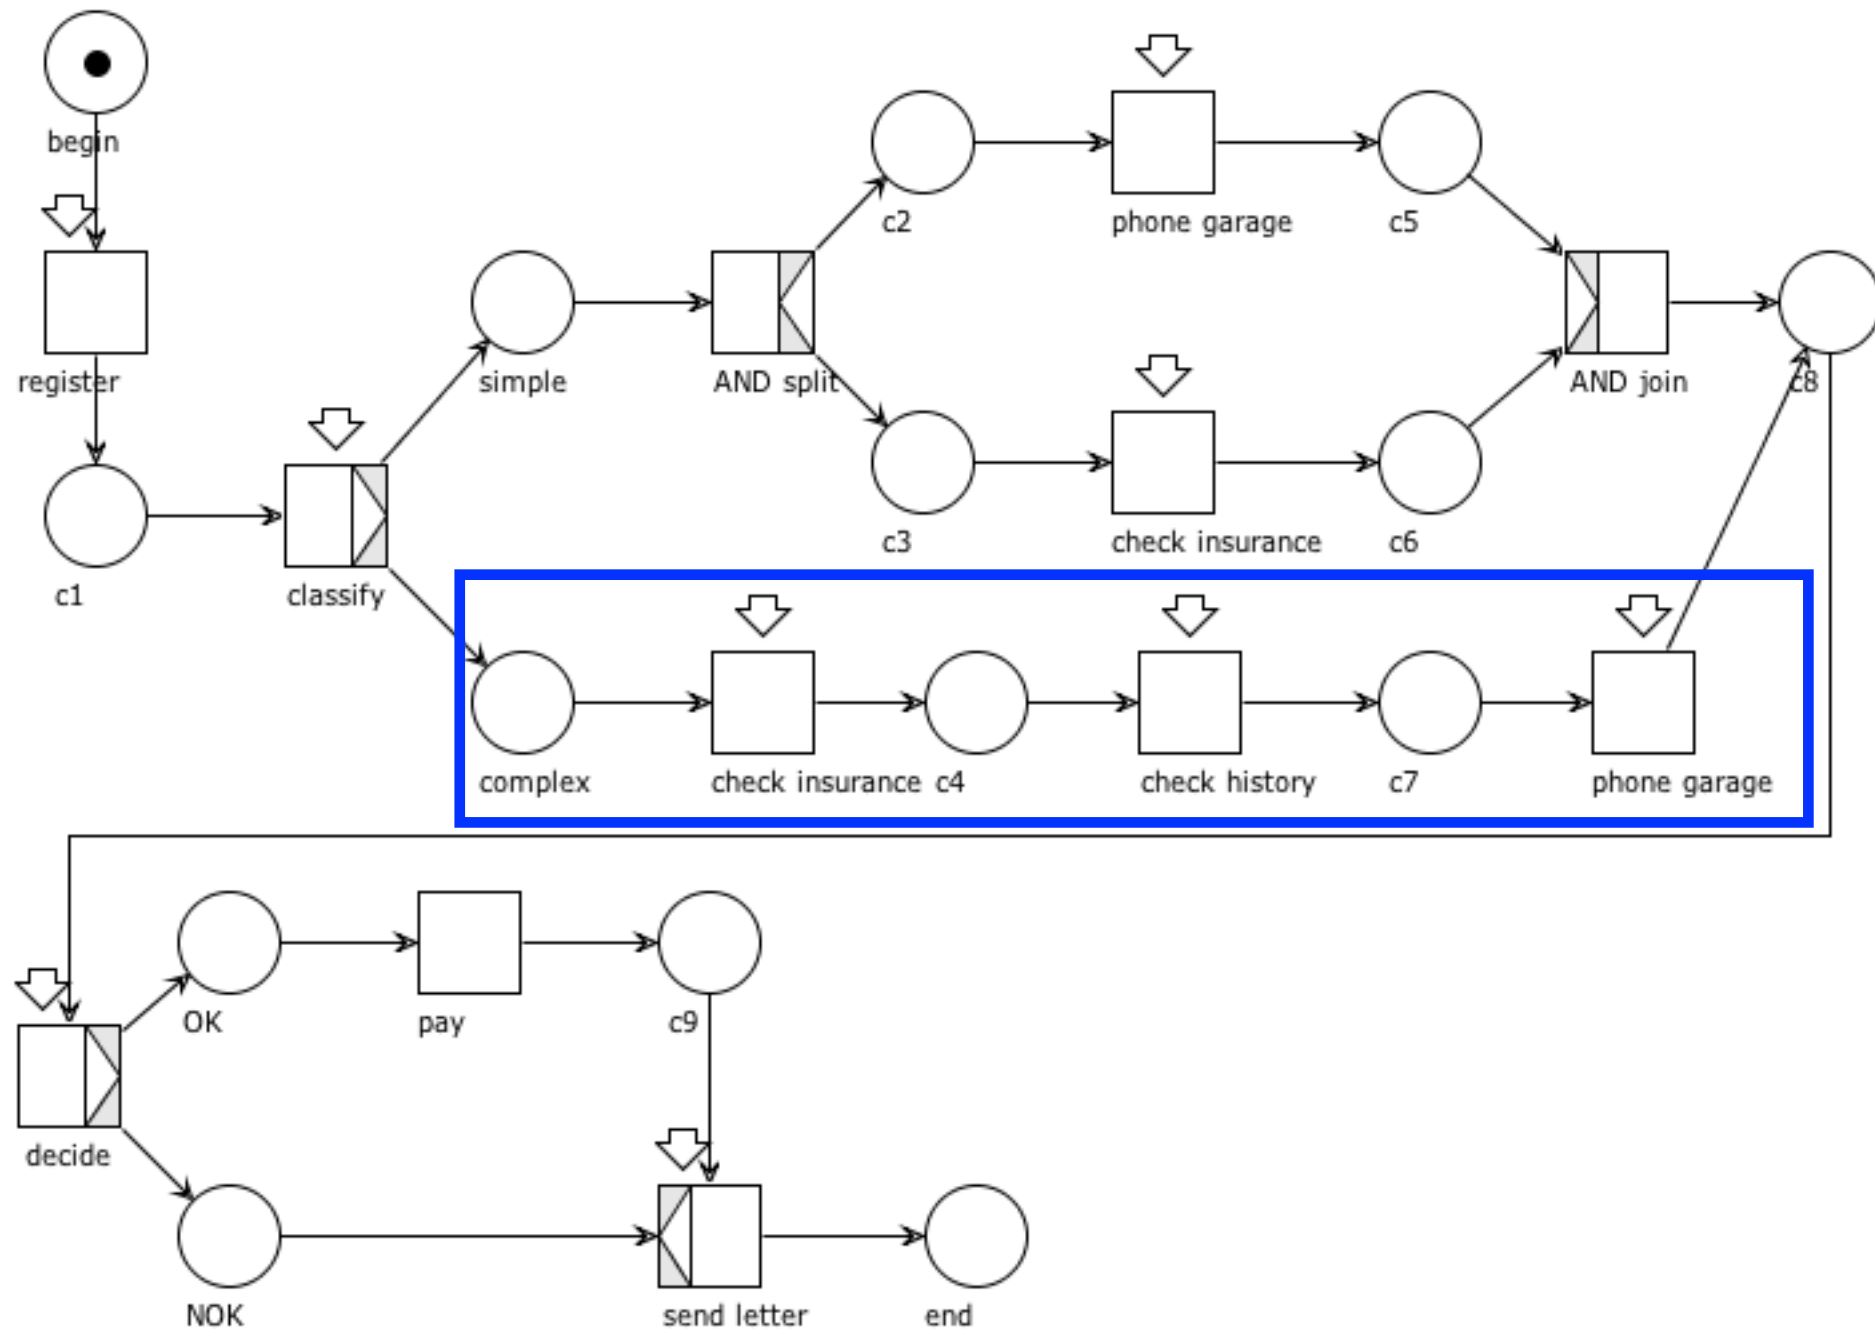 begin
register
c1
classify
simple
AND split
c2
phone garage
c5
c3
check insurance
c6
AND join
c8
complex
check insurance
c4
check history
c7
phone garage
OK
pay
c9
decide
NOK
send letter
end